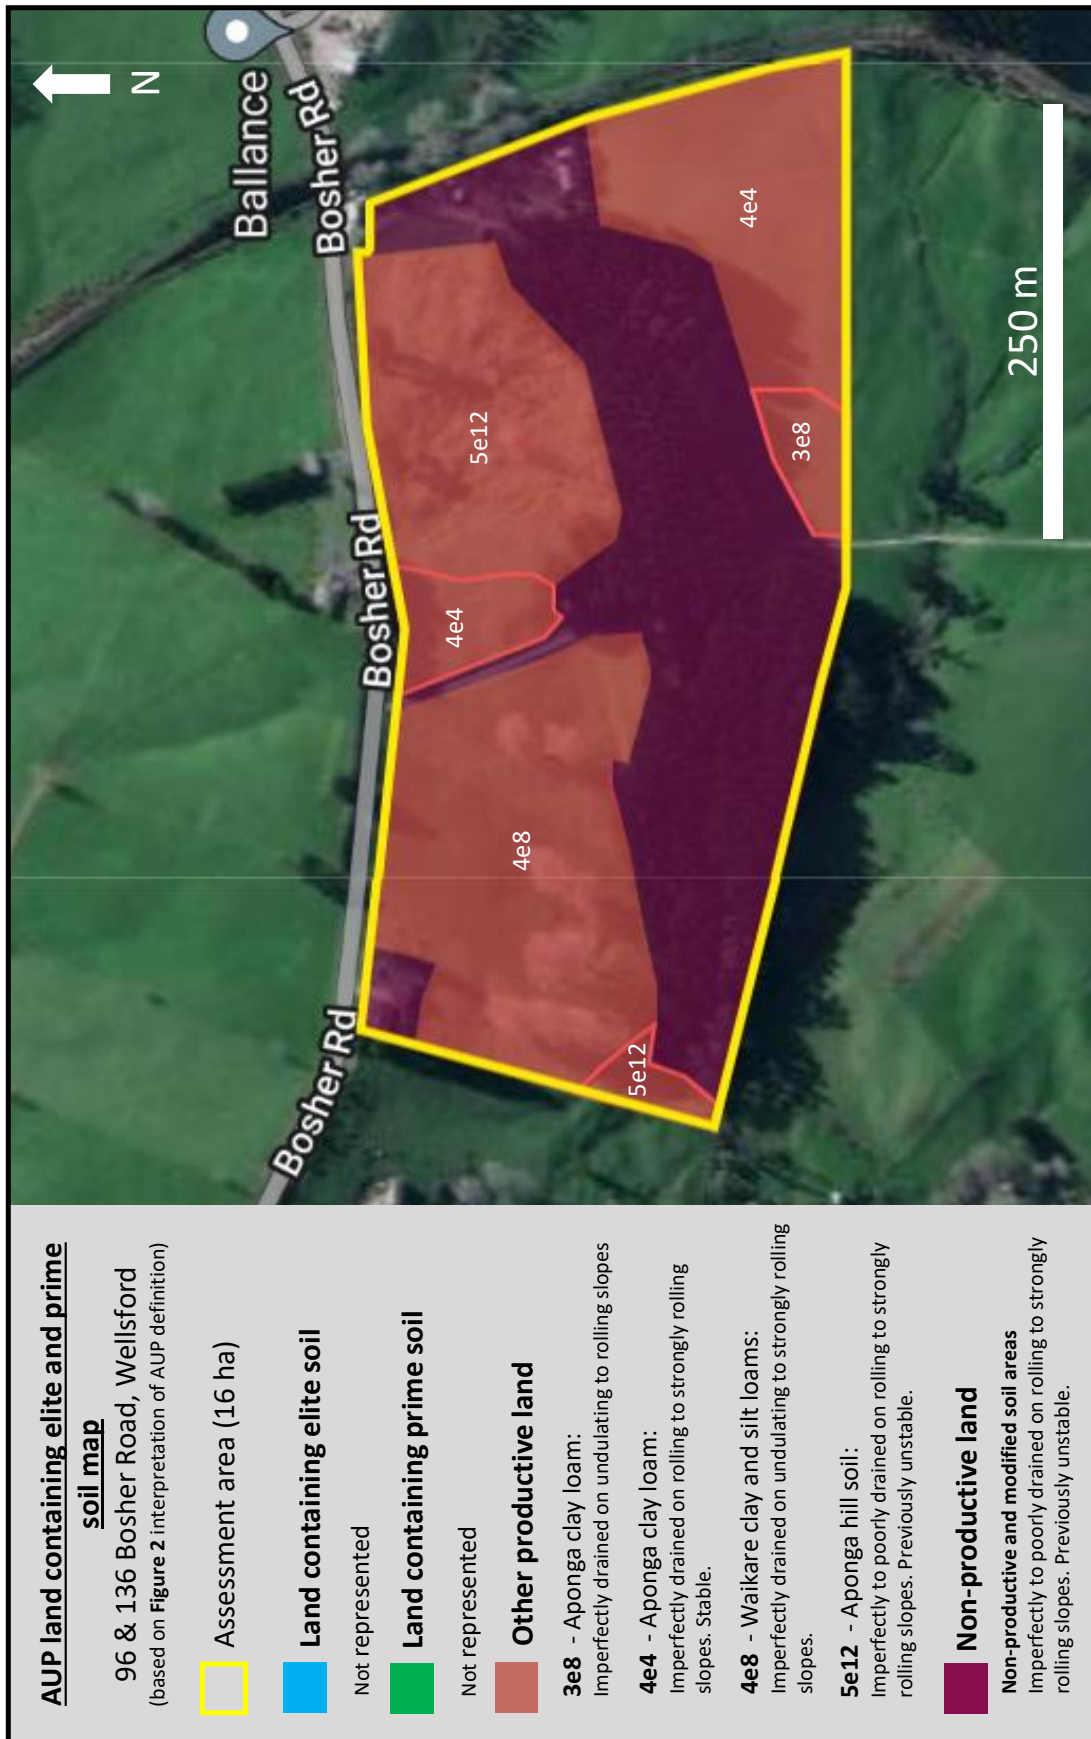 AUP land containing elite and prime
soil map
96 & 136 Bosher Road, Wellsford
(based on Figure 2 interpretation of AUP definition)
Assessment area (16 ha)
Land containing elite soil
Not represented
Land containing prime soil
Not represented
Other productive land
3e8 - Aponga clay loam:
Imperfectly drained on undulating to rolling slopes
4e4 - Aponga clay loam:
Imperfectly drained on rolling to strongly rolling
slopes. Stable.
4e8 - Waikare clay and silt loams:
Imperfectly drained on undulating to strongly rolling
slopes.
5e12 - Aponga hill soil:
Imperfectly to poorly drained on rolling to strongly
rolling slopes. Previously unstable.
Non-productive land
Non-productive and modified soil areas
Imperfectly to poorly drained on rolling to strongly
rolling slopes. Previously unstable.
N
Ballance
Bosher Rd
Bosher Rd
Bosher Rd
4e8
4e4
5e12
5e12
3e8
4e4
250 m